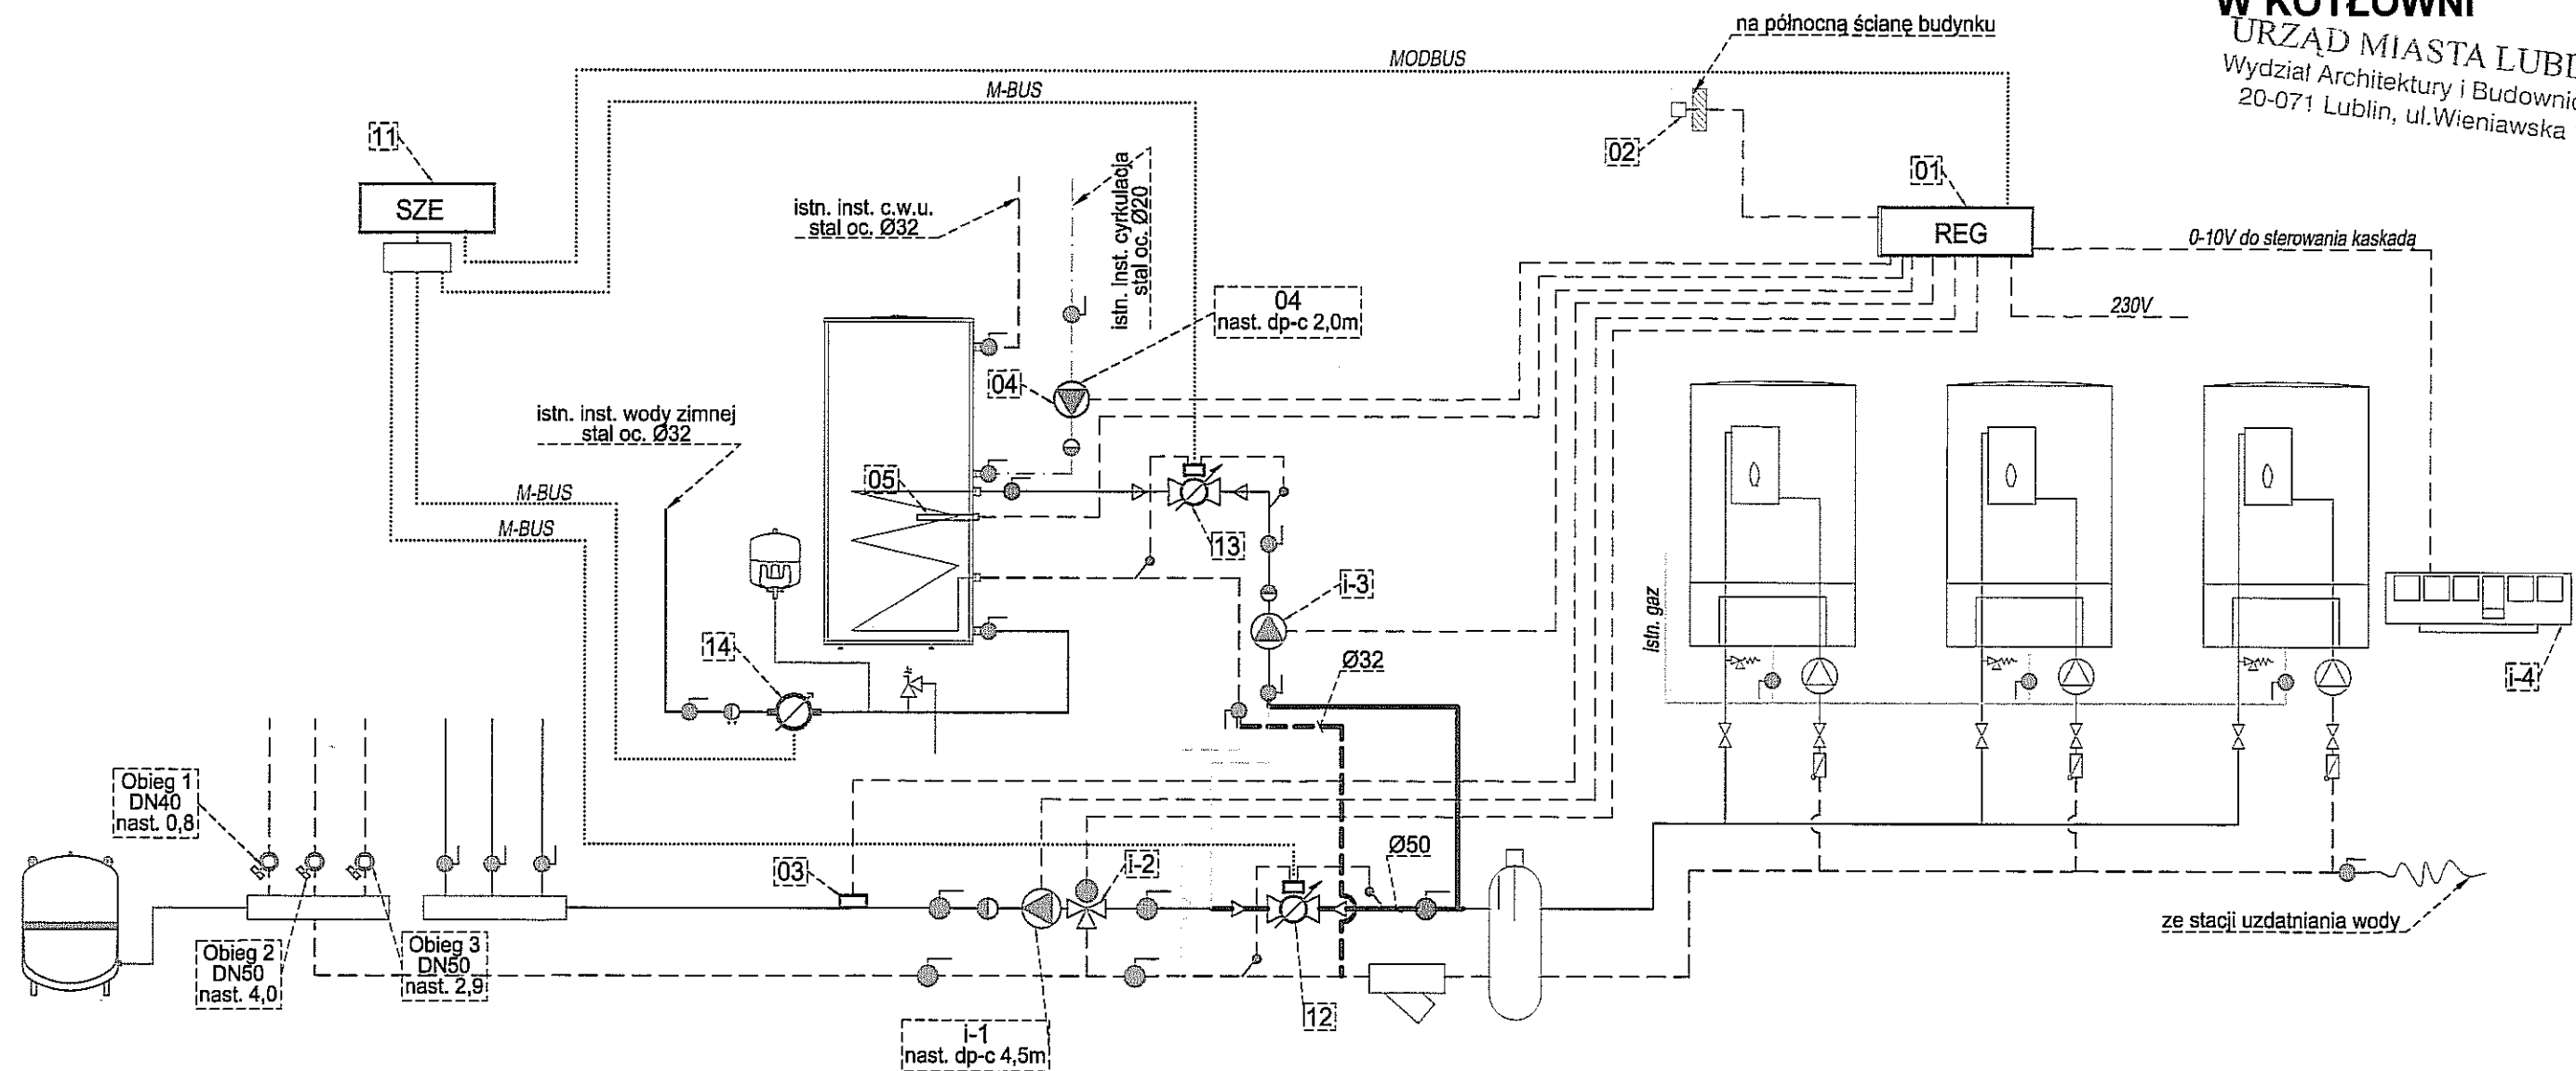 W KOTŁOWNI
URZĄD MIASTA
Wydział Architektury i
20-071 Lublin, ul.Wieniawska
na północną ścianę budynku
MODBUS
M-BUS
11
SZE
02
01
REG
0-10V do sterowania kaskadą
230V
istn. inst. c.w.u.
stal oc. Ø32
istn. inst. cyrkulacja
stal oc. Ø20
04
nast. dp-c 2,0m
04
istn. inst. wody zimnej
stal oc. Ø32
05
M-BUS
M-BUS
13
i-3
istn. gaz
14
Ø32
i-4
Obieg 1
DN40
nast. 0,8
03
i-2
Ø50
Obieg 2
DN50
nast. 4,0
Obieg 3
DN50
nast. 2,9
ze stacji uzdatniania wody
12
i-1
nast. dp-c 4,5m